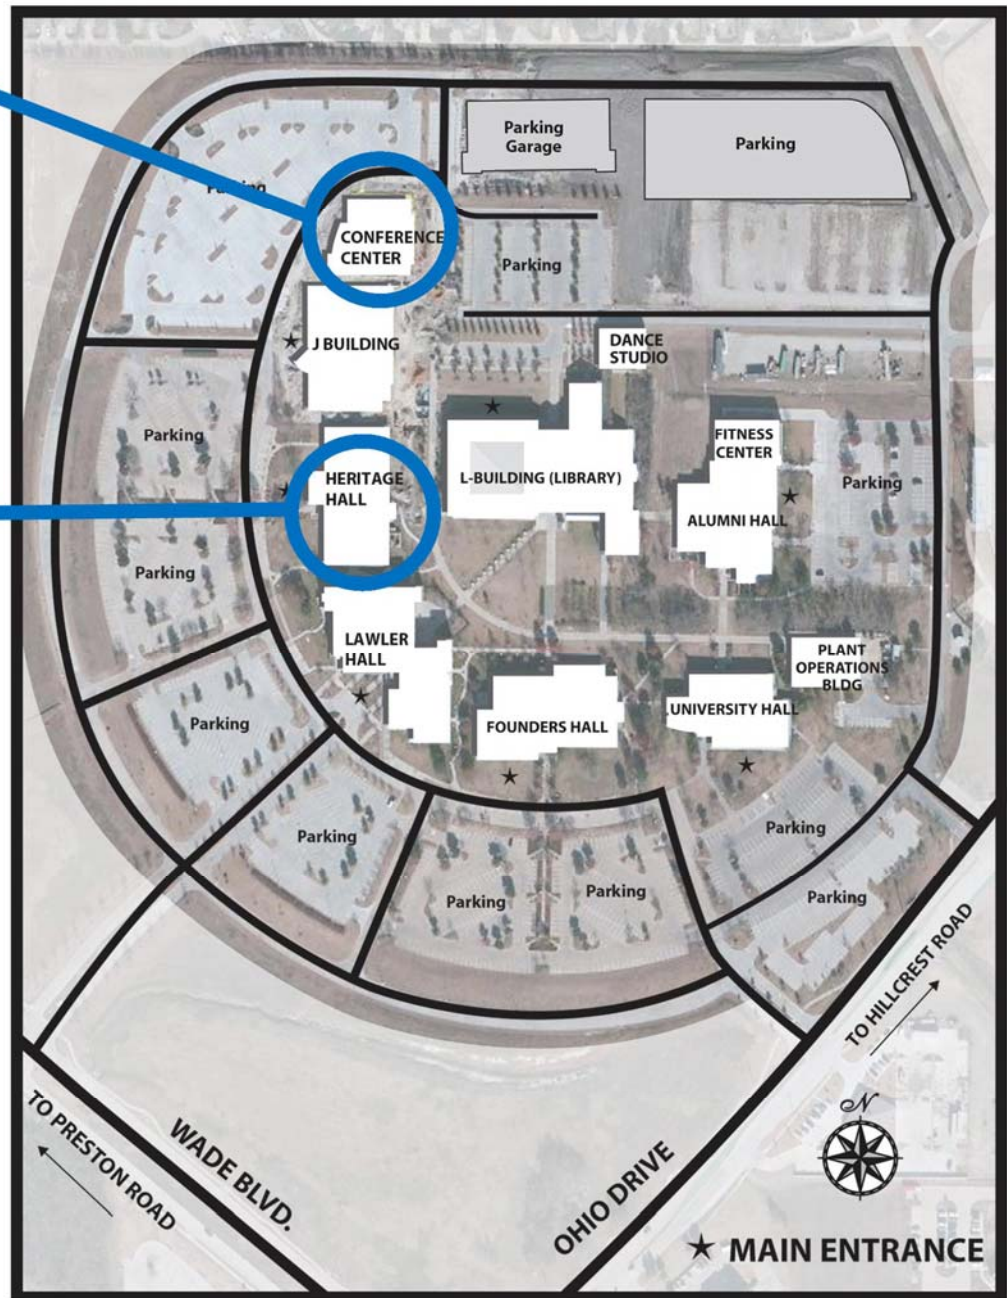 Parking
Garage
Parking
Parking
CONFERENCE
CENTER
Parking
J BUILDING
DANCE
STUDIO
Parking
HERITAGE
HALL
L-BUILDING (LIBRARY)
FITNESS
CENTER
ALUMNI HALL
Parking
Parking
LAWLER
HALL
PLANT
OPERATIONS
BLDG
Parking
FOUNDERS HALL
UNIVERSITY HALL
Parking
Parking
Parking
Parking
Parking
TO HILLCREST ROAD
TO PRESTON ROAD
WADE BLVD.
OHIO DRIVE
N
★ MAIN ENTRANCE